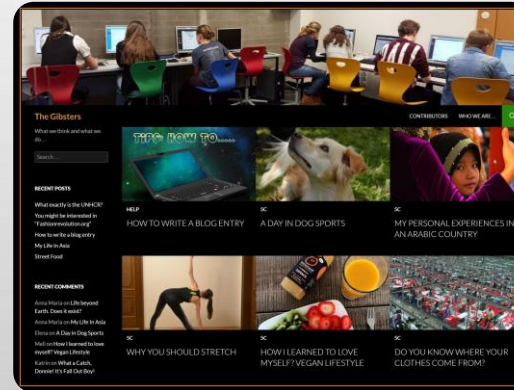 The Gibsters
CONTRIBUTORS WHO WE ARE...
What we think and what we
do...
Search ...
RECENT POSTS
What exactly is the UNHCR?
You might be interested in
"Fashionrevolution.org"
How to write a blog entry
My Life in Asia
Street Food
RECENT COMMENTS
Anna Maria on Life beyond
Earth. Does it exist?
Anna Maria on My Life in Asia
Elena on A Day in Dog Sports
Meli on How I learned to love
myself? Vegan Lifestyle
Katrin on What a Catch,
Donnie! It's Fall Out Boy!
TIPS: HOW TO.....
HELP
HOW TO WRITE A BLOG ENTRY
SC
A DAY IN DOG SPORTS
SC
MY PERSONAL EXPERIENCES IN
AN ARABIC COUNTRY
SC
WHY YOU SHOULD STRETCH
SC
HOW I LEARNED TO LOVE
MYSELF? VEGAN LIFESTYLE
SC
DO YOU KNOW WHERE YOUR
CLOTHES COME FROM?